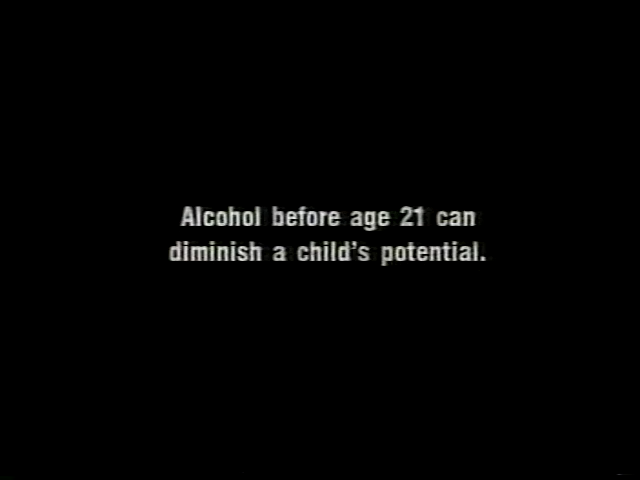 Alcohol before age 21 can
diminish a child's potential.